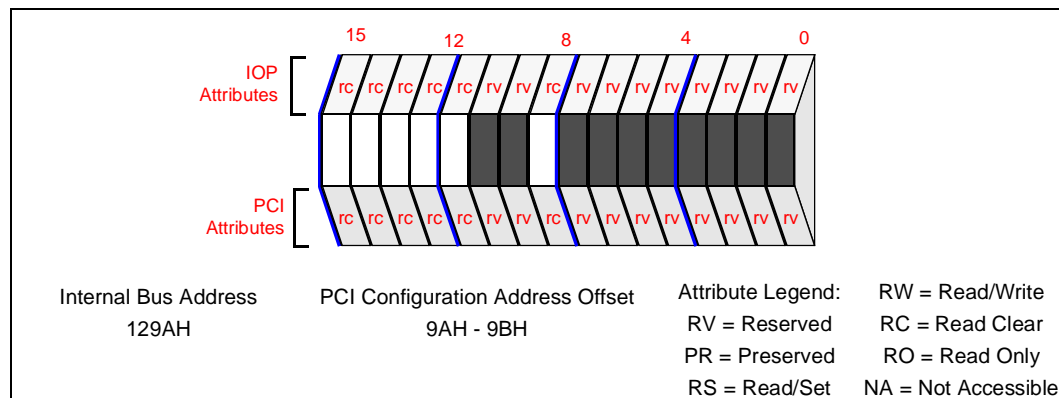 15 12 8 4 0
IOP
Attributes
rc rc rc rc rc rv rv rc rv rv rv rv rv rv rv rv
PCI
Attributes
rc rc rc rc rc rv rv rc rv rv rv rv rv rv rv rv
Internal Bus Address
129AH
PCI Configuration Address Offset
9AH - 9BH
Attribute Legend:
RV = Reserved
PR = Preserved
RS = Read/Set
RW = Read/Write
RC = Read Clear
RO = Read Only
NA = Not Accessible